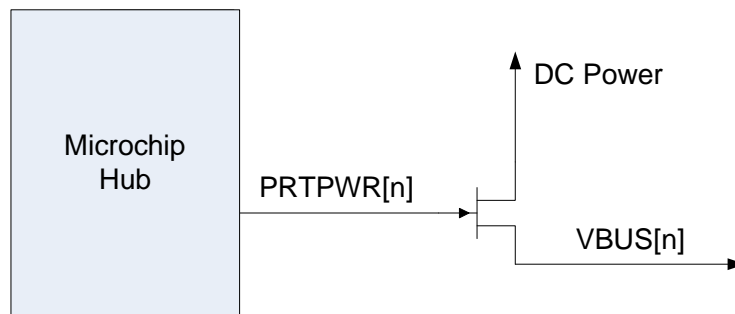 DC Power
Microchip
Hub
PRTPWR[n]
VBUS[n]